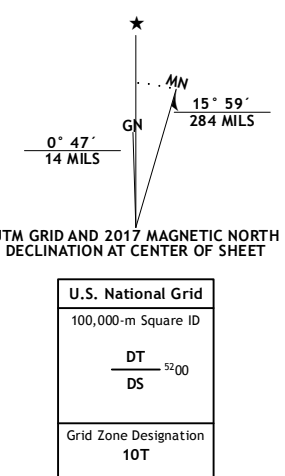 ★
MN
GN
15° 59´
284 MILS
0° 47´
14 MILS
UTM GRID AND 2017 MAGNETIC NORTH
DECLINATION AT CENTER OF SHEET
U.S. National Grid
100,000-m Square ID
DT
5200
DS
Grid Zone Designation
10T